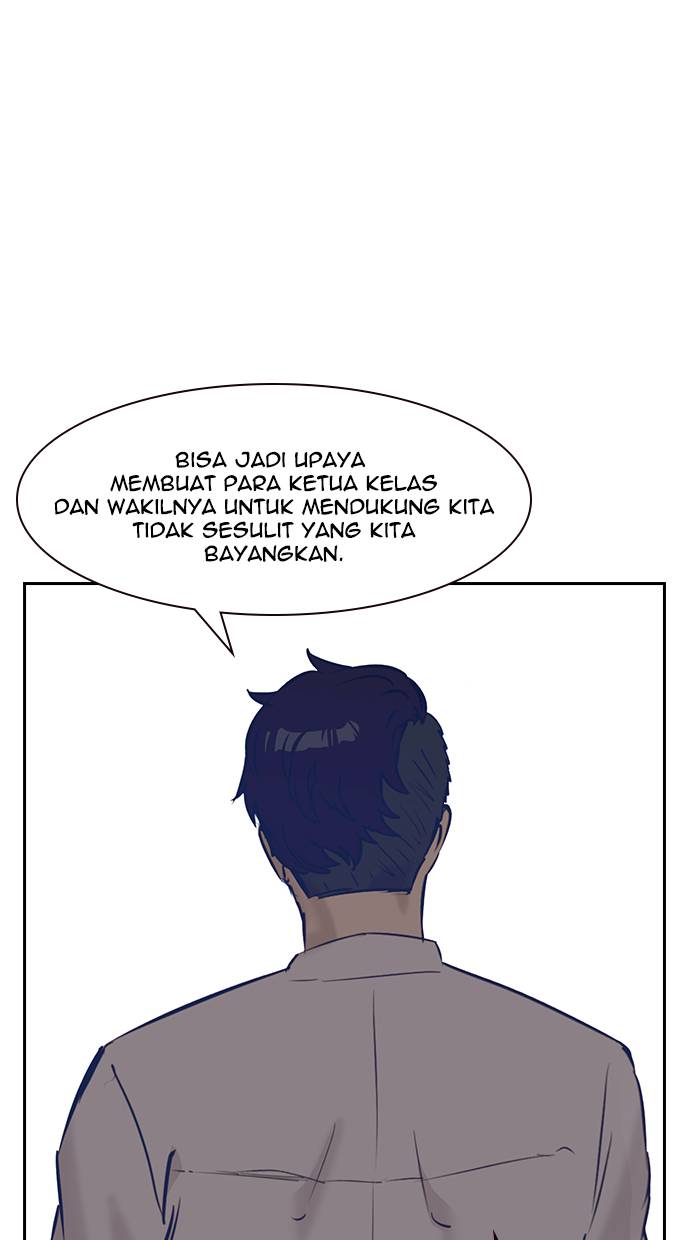 BISA JADI UPAYA
MEMBUAT PARA KETUA KELAS
DAN WAKILNYA UNTUK MENDUKUNG KITA
TIDAK SESULIT YANG KITA
BAYANGKAN.